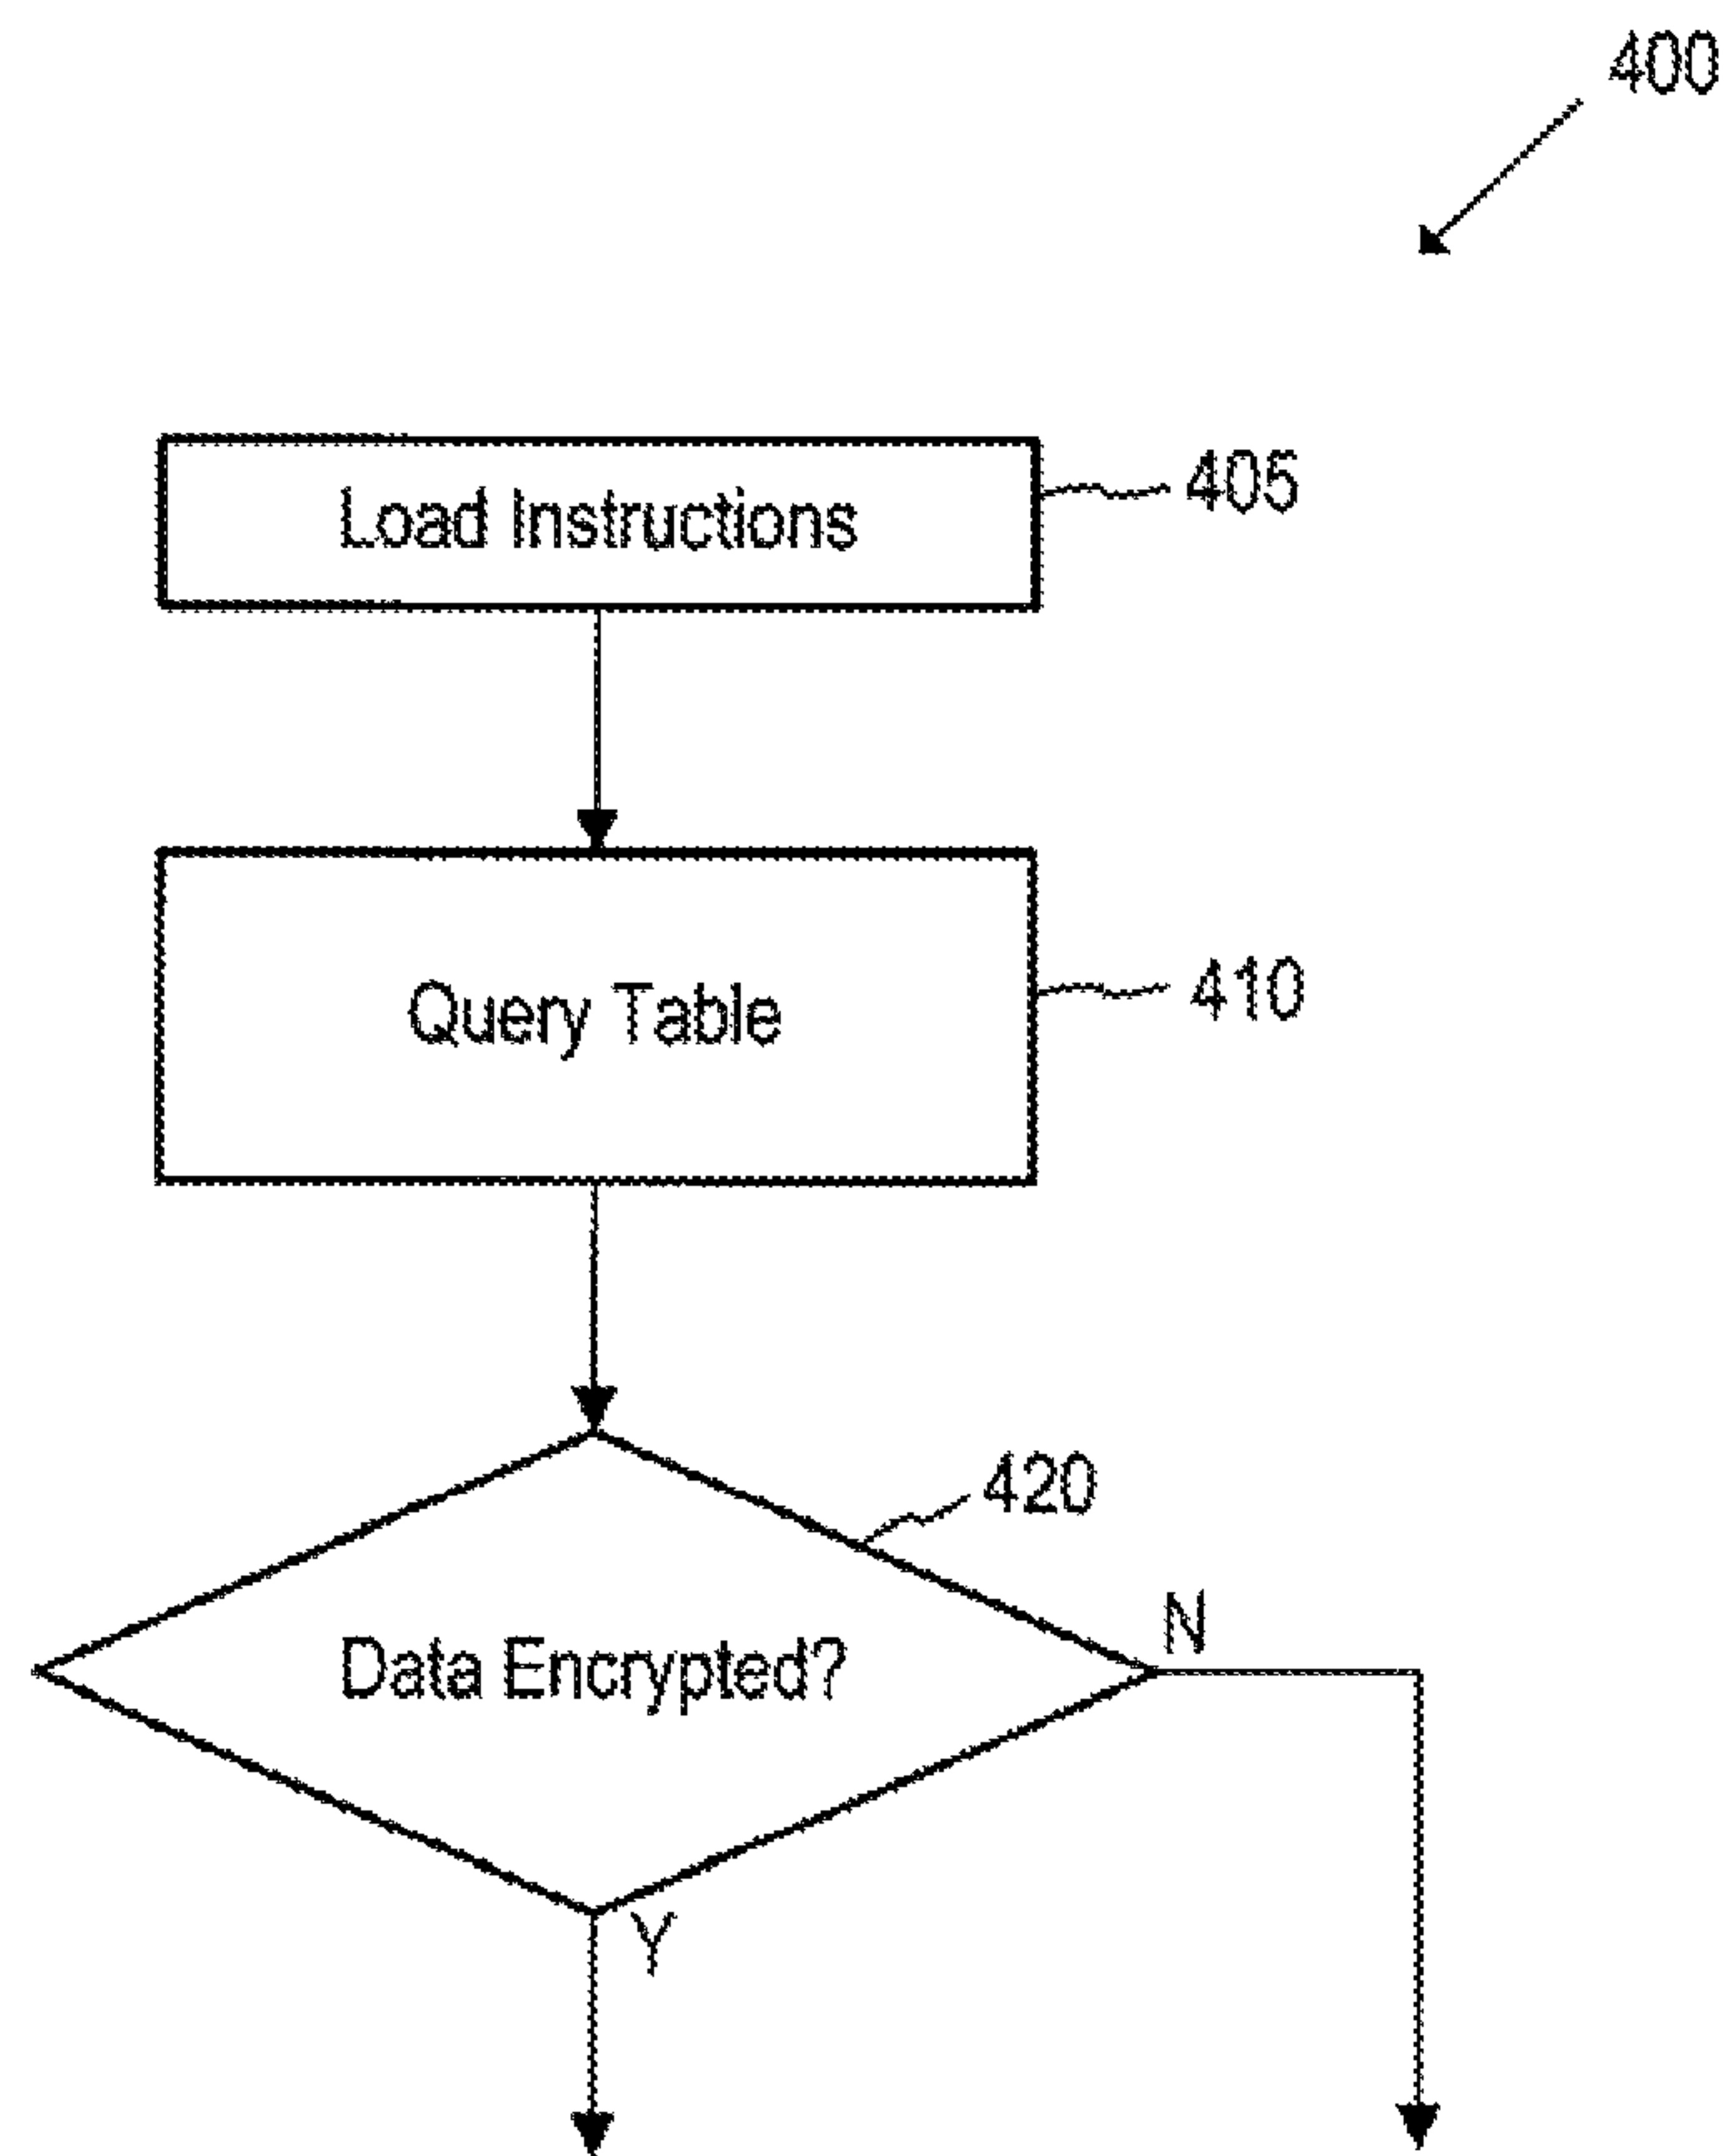 400
Load Instructions
405
Query Table
410
420
Data Encrypted?
N
Y